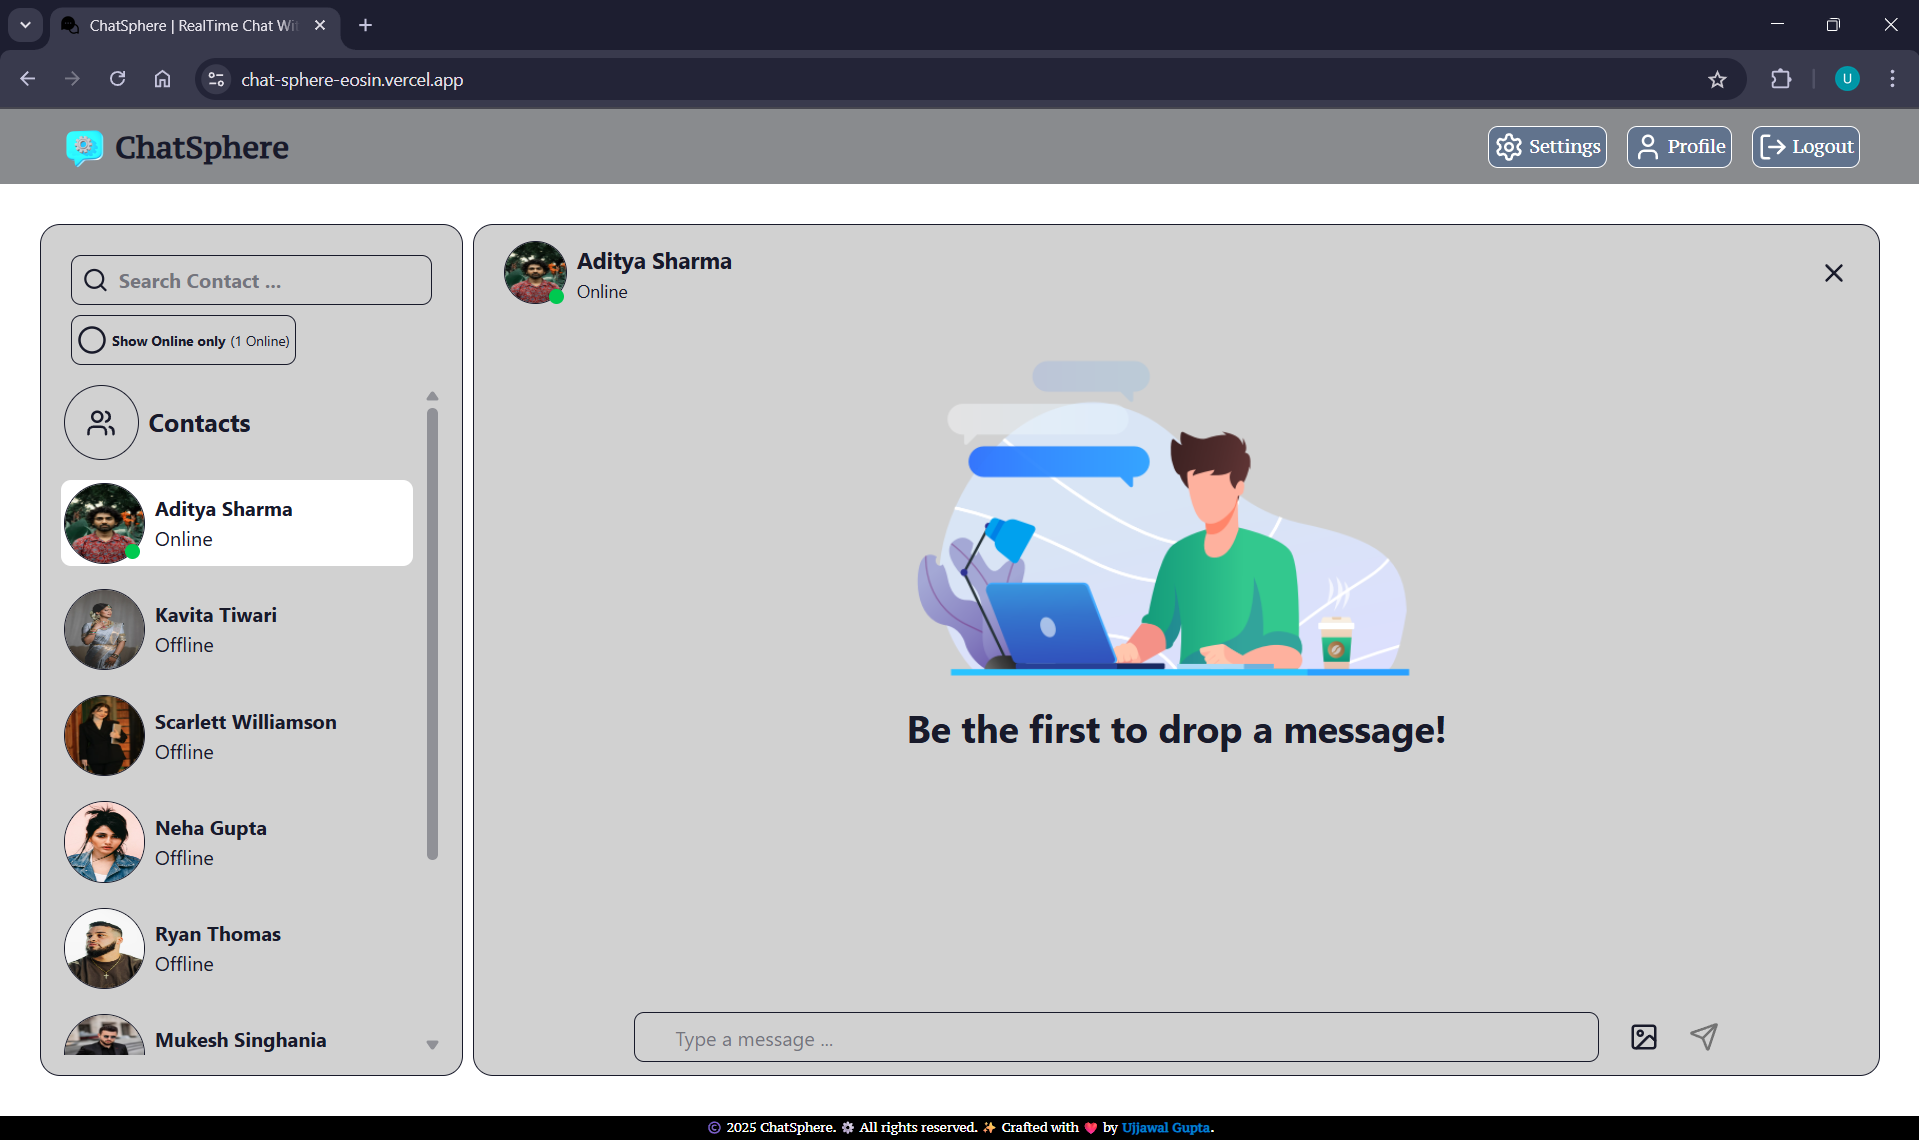 ChatSphere | RealTime Chat Wit
chat-sphere-eosin.vercel.app
U
ChatSphere
Settings
Profile
Logout
Search Contact ...
Show Online only (1 Online)
Contacts
Aditya Sharma
Online
Kavita Tiwari
Offline
Scarlett Williamson
Offline
Neha Gupta
Offline
Ryan Thomas
Offline
Mukesh Singhania
Aditya Sharma
Online
Be the first to drop a message!
Type a message ...
© 2025 ChatSphere. ⚙️ All rights reserved. ✨ Crafted with ❤️ by Ujjawal Gupta.